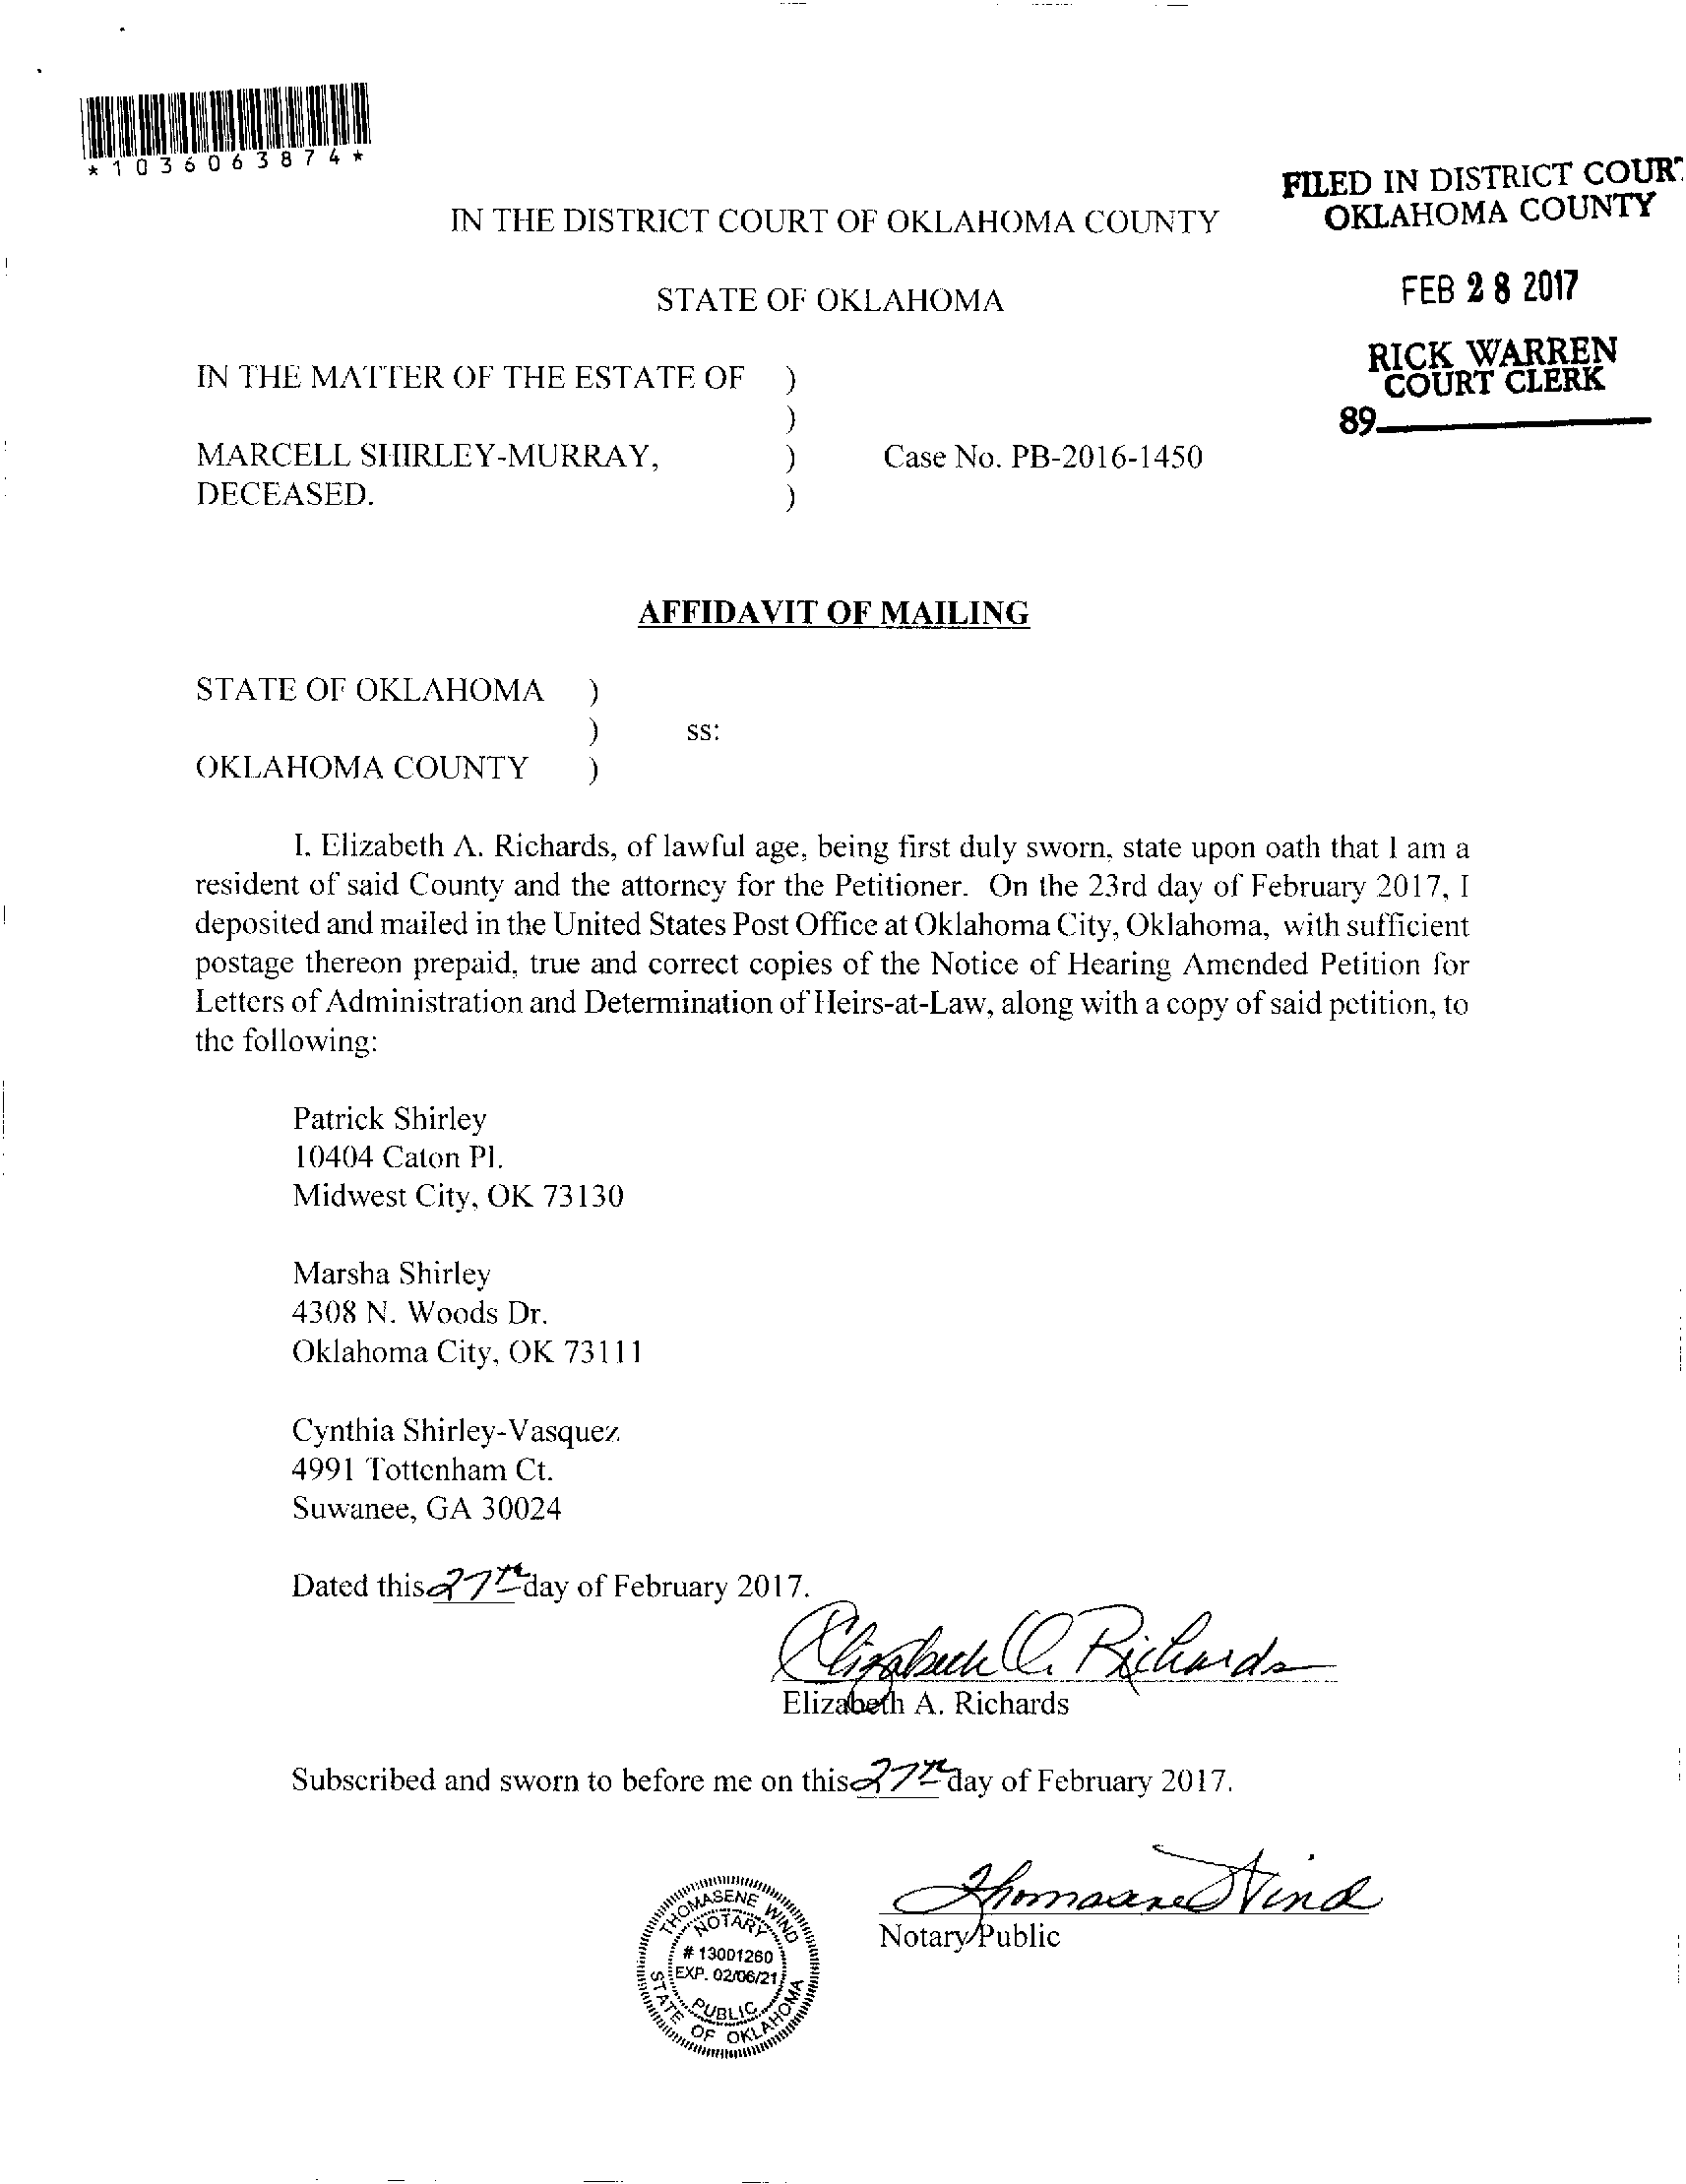 *1036063874*
FILED IN DISTRICT COURT
OKLAHOMA COUNTY
FEB 28 2017
RICK WARREN
COURT CLERK
89
IN THE DISTRICT COURT OF OKLAHOMA COUNTY
STATE OF OKLAHOMA
IN THE MATTER OF THE ESTATE OF )
)
MARCELL SHIRLEY-MURRAY, ) Case No. PB-2016-1450
DECEASED. )
AFFIDAVIT OF MAILING
STATE OF OKLAHOMA )
) ss:
OKLAHOMA COUNTY )
I, Elizabeth A. Richards, of lawful age, being first duly sworn, state upon oath that I am a
resident of said County and the attorney for the Petitioner. On the 23rd day of February 2017, I
deposited and mailed in the United States Post Office at Oklahoma City, Oklahoma, with sufficient
postage thereon prepaid, true and correct copies of the Notice of Hearing Amended Petition for
Letters of Administration and Determination of Heirs-at-Law, along with a copy of said petition, to
the following:
Patrick Shirley
10404 Caton Pl.
Midwest City, OK 73130
Marsha Shirley
4308 N. Woods Dr.
Oklahoma City, OK 73111
Cynthia Shirley-Vasquez
4991 Tottenham Ct.
Suwanee, GA 30024
Dated this 27th day of February 2017.
Elizabeth A. Richards
Elizabeth A. Richards
Subscribed and sworn to before me on this 27th day of February 2017.
Thomasene Wind
Notary Public
THOMASENE WIND
NOTARY
# 13001260
EXP. 02/06/21
PUBLIC
STATE OF OKLAHOMA